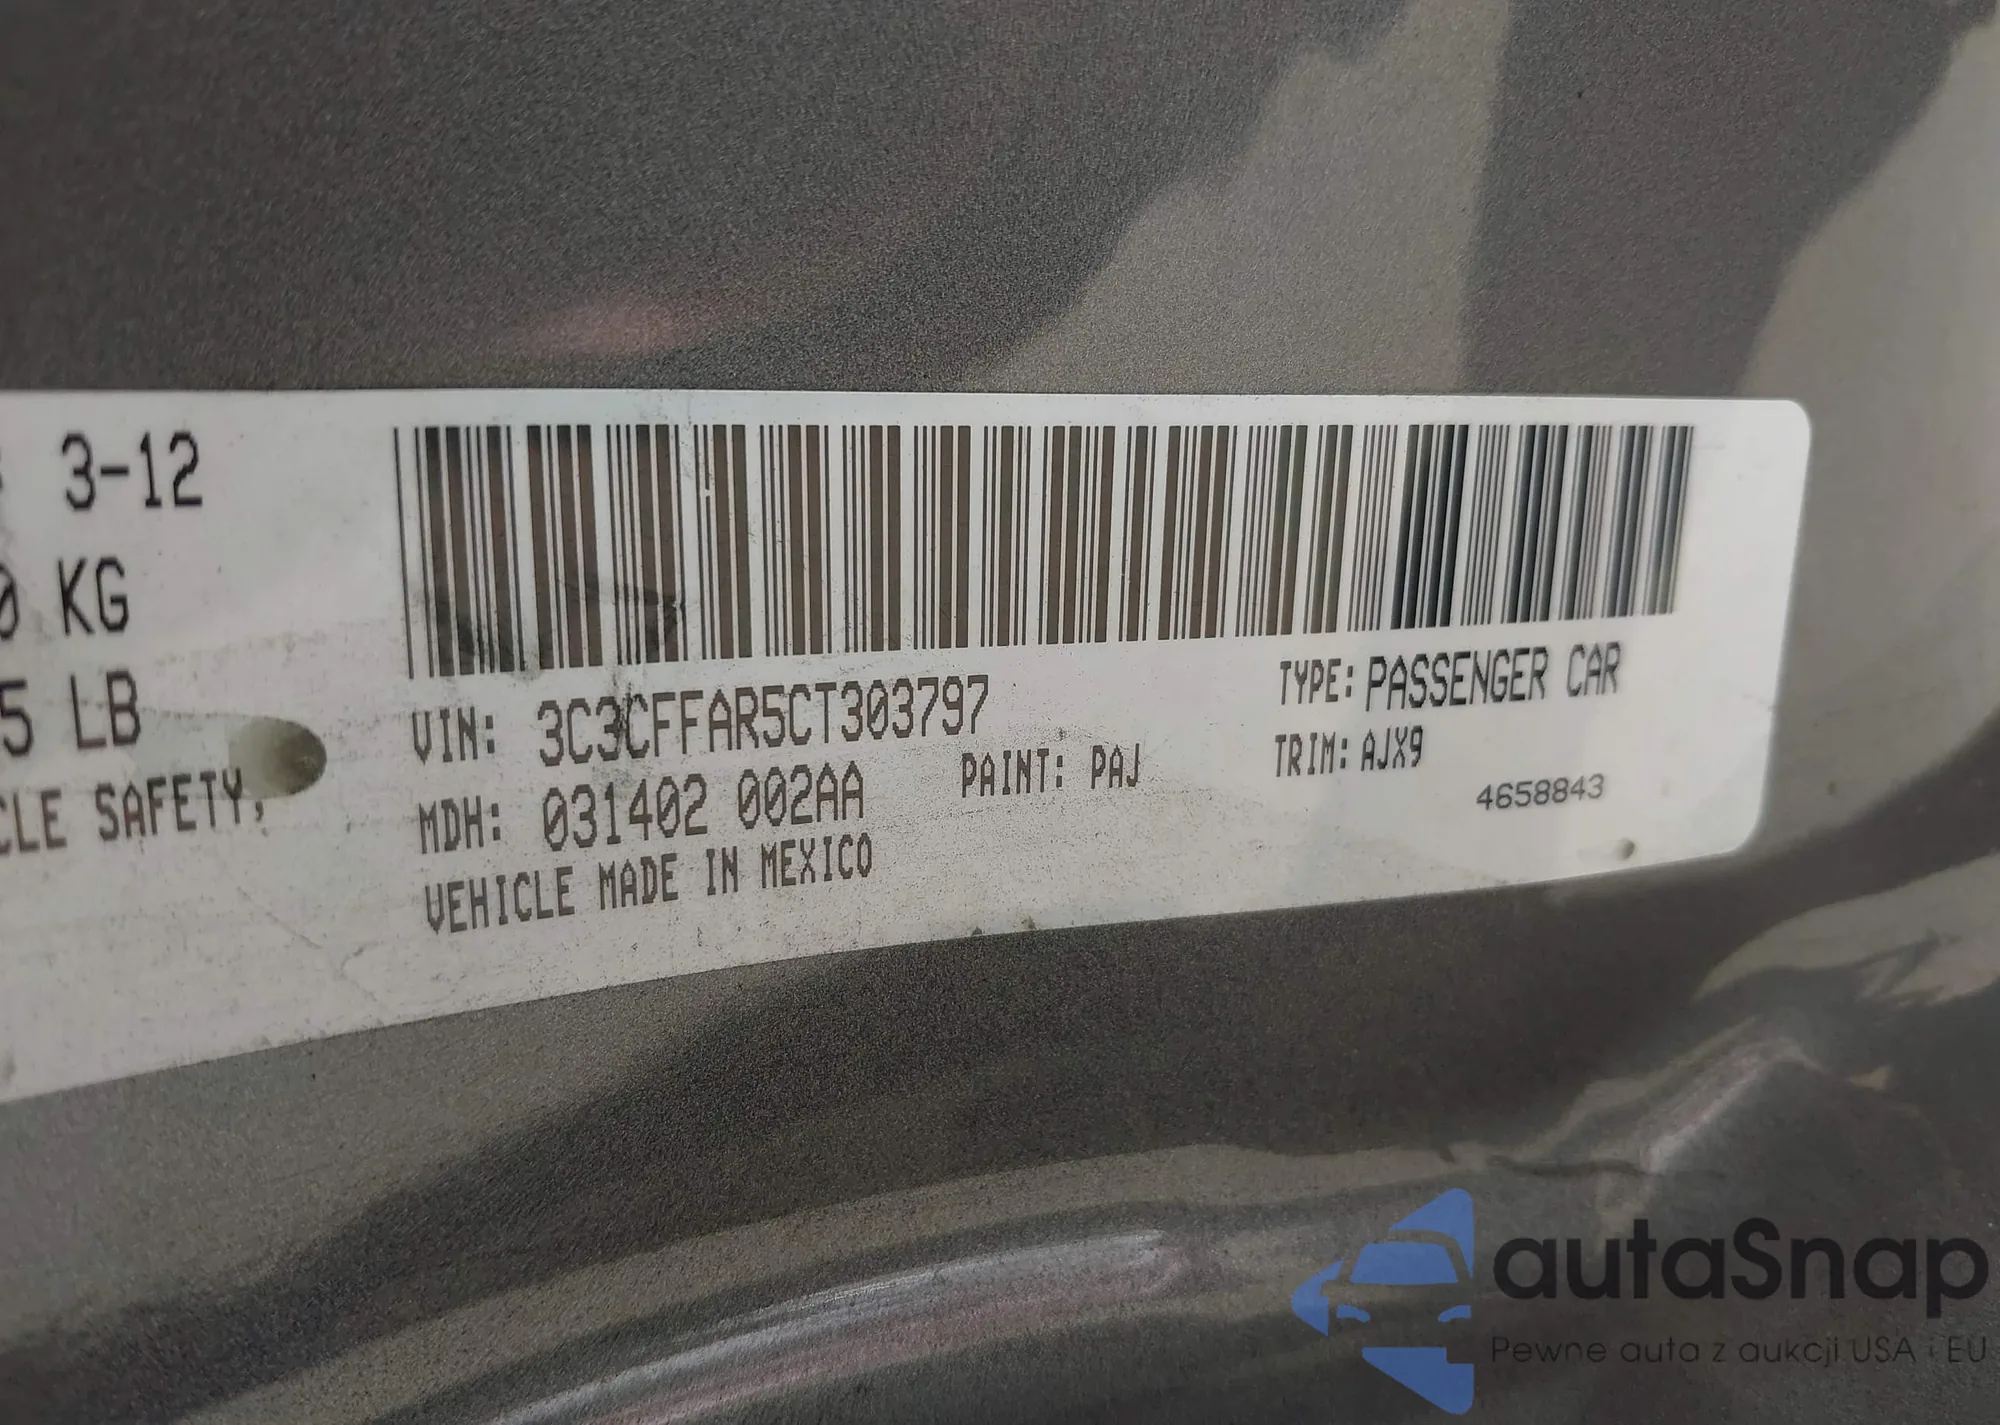 3-12
0 KG
5 LB
CLE SAFETY,
VIN: 3C3CFFAR5CT303797
MDH: 031402 002AA
PAINT: PAJ
VEHICLE MADE IN MEXICO
TYPE: PASSENGER CAR
TRIM: AJX9
4658843
autaSnap
Pewne auta z aukcji USA i EU